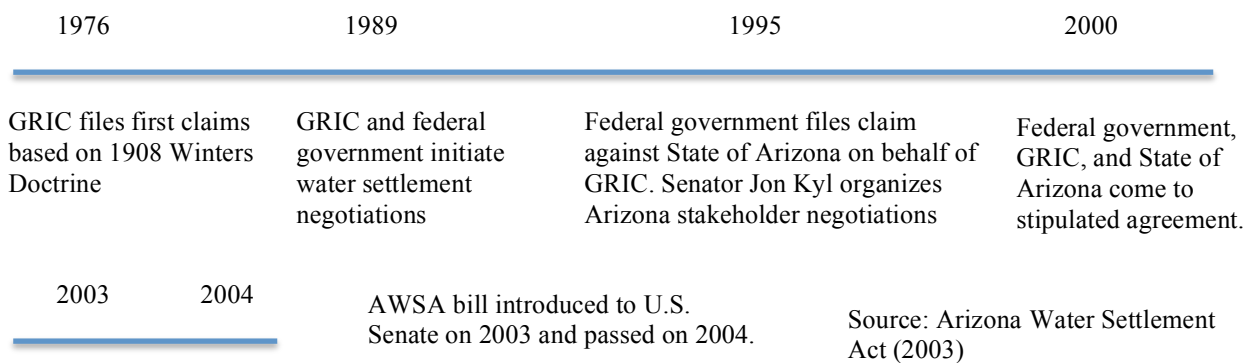 1976 1989 1995 2000
GRIC files first claims
based on 1908 Winters
Doctrine
GRIC and federal
government initiate
water settlement
negotiations
Federal government files claim
against State of Arizona on behalf of
GRIC. Senator Jon Kyl organizes
Arizona stakeholder negotiations
Federal government,
GRIC, and State of
Arizona come to
stipulated agreement.
2003 2004
AWSA bill introduced to U.S.
Senate on 2003 and passed on 2004.
Source: Arizona Water Settlement
Act (2003)